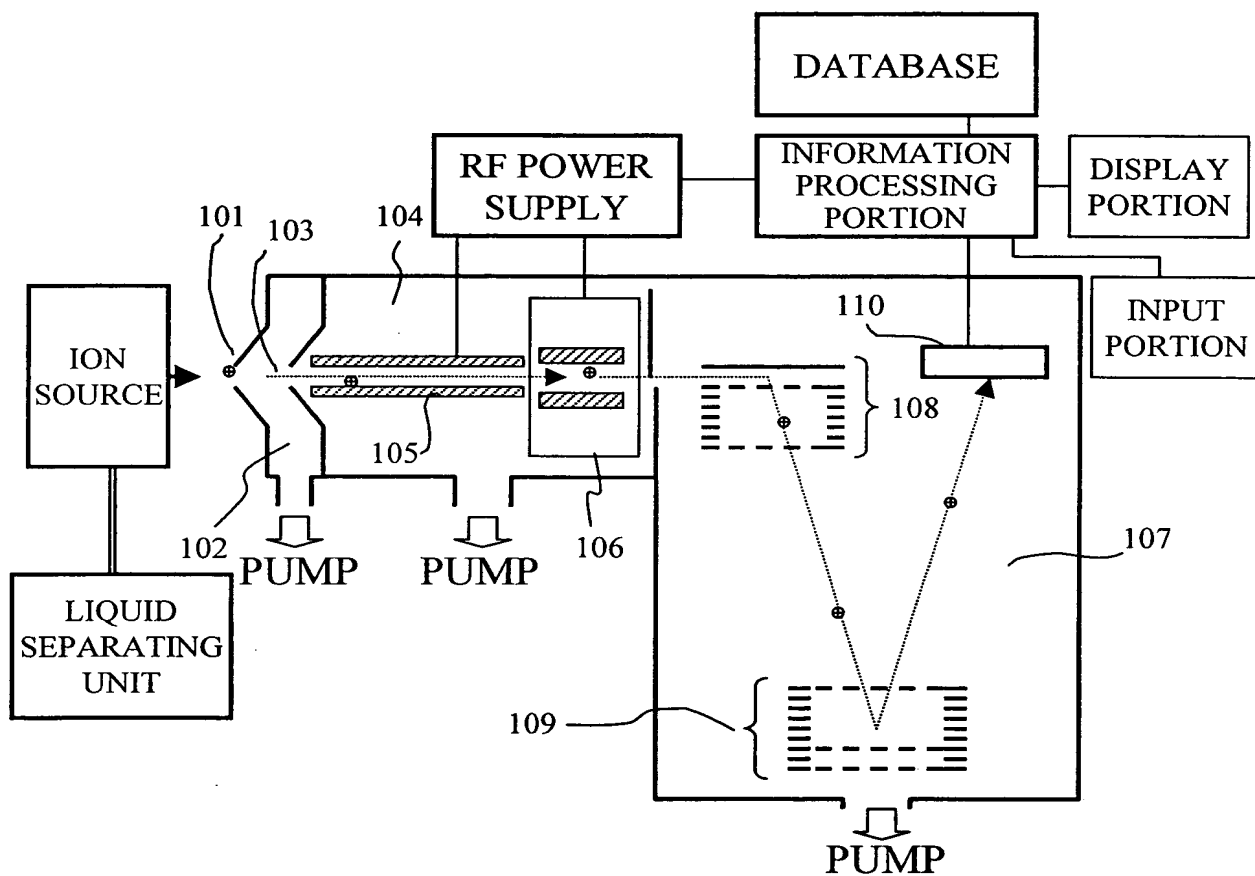 DATABASE
RF POWER
SUPPLY
INFORMATION
PROCESSING
PORTION
DISPLAY
PORTION
101
103
104
110
INPUT
PORTION
ION
SOURCE
108
105
102
106
107
PUMP
PUMP
LIQUID
SEPARATING
UNIT
109
PUMP